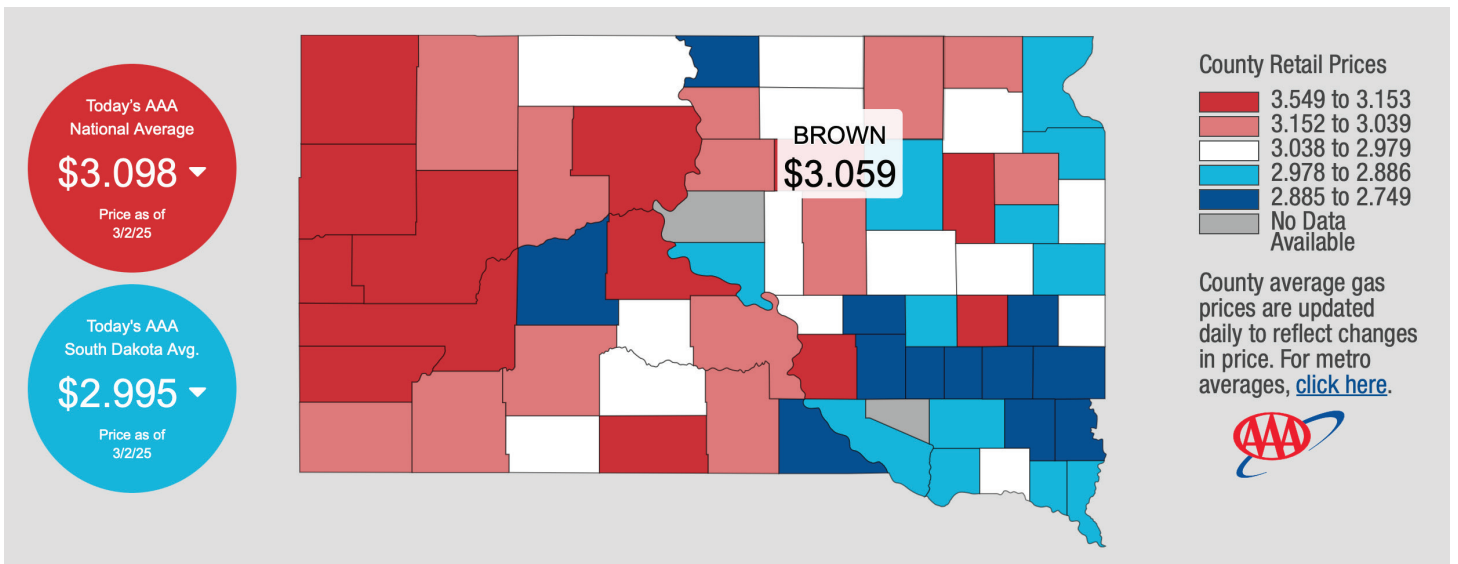 Today's AAA
National Average
$3.098
Price as of
3/2/25
Today's AAA
South Dakota Avg.
$2.995
Price as of
3/2/25
BROWN
$3.059
County Retail Prices
3.549 to 3.153
3.152 to 3.039
3.038 to 2.979
2.978 to 2.886
2.885 to 2.749
No Data
Available
County average gas
prices are updated
daily to reflect changes
in price. For metro
averages, click here.
AAA